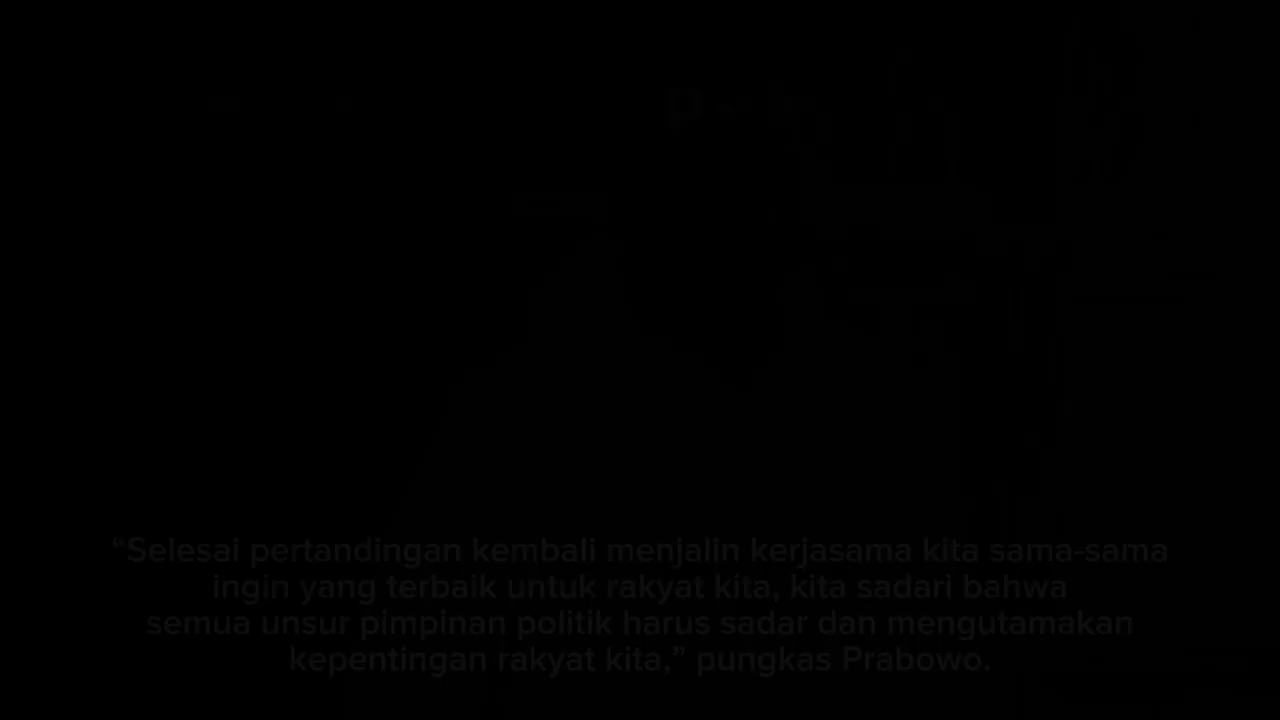 “Selesai pertandingan kembali menjalin kerjasama kita sama-sama
ingin yang terbaik untuk rakyat kita, kita sadari bahwa
semua unsur pimpinan politik harus sadar dan mengutamakan
kepentingan rakyat kita,” pungkas Prabowo.